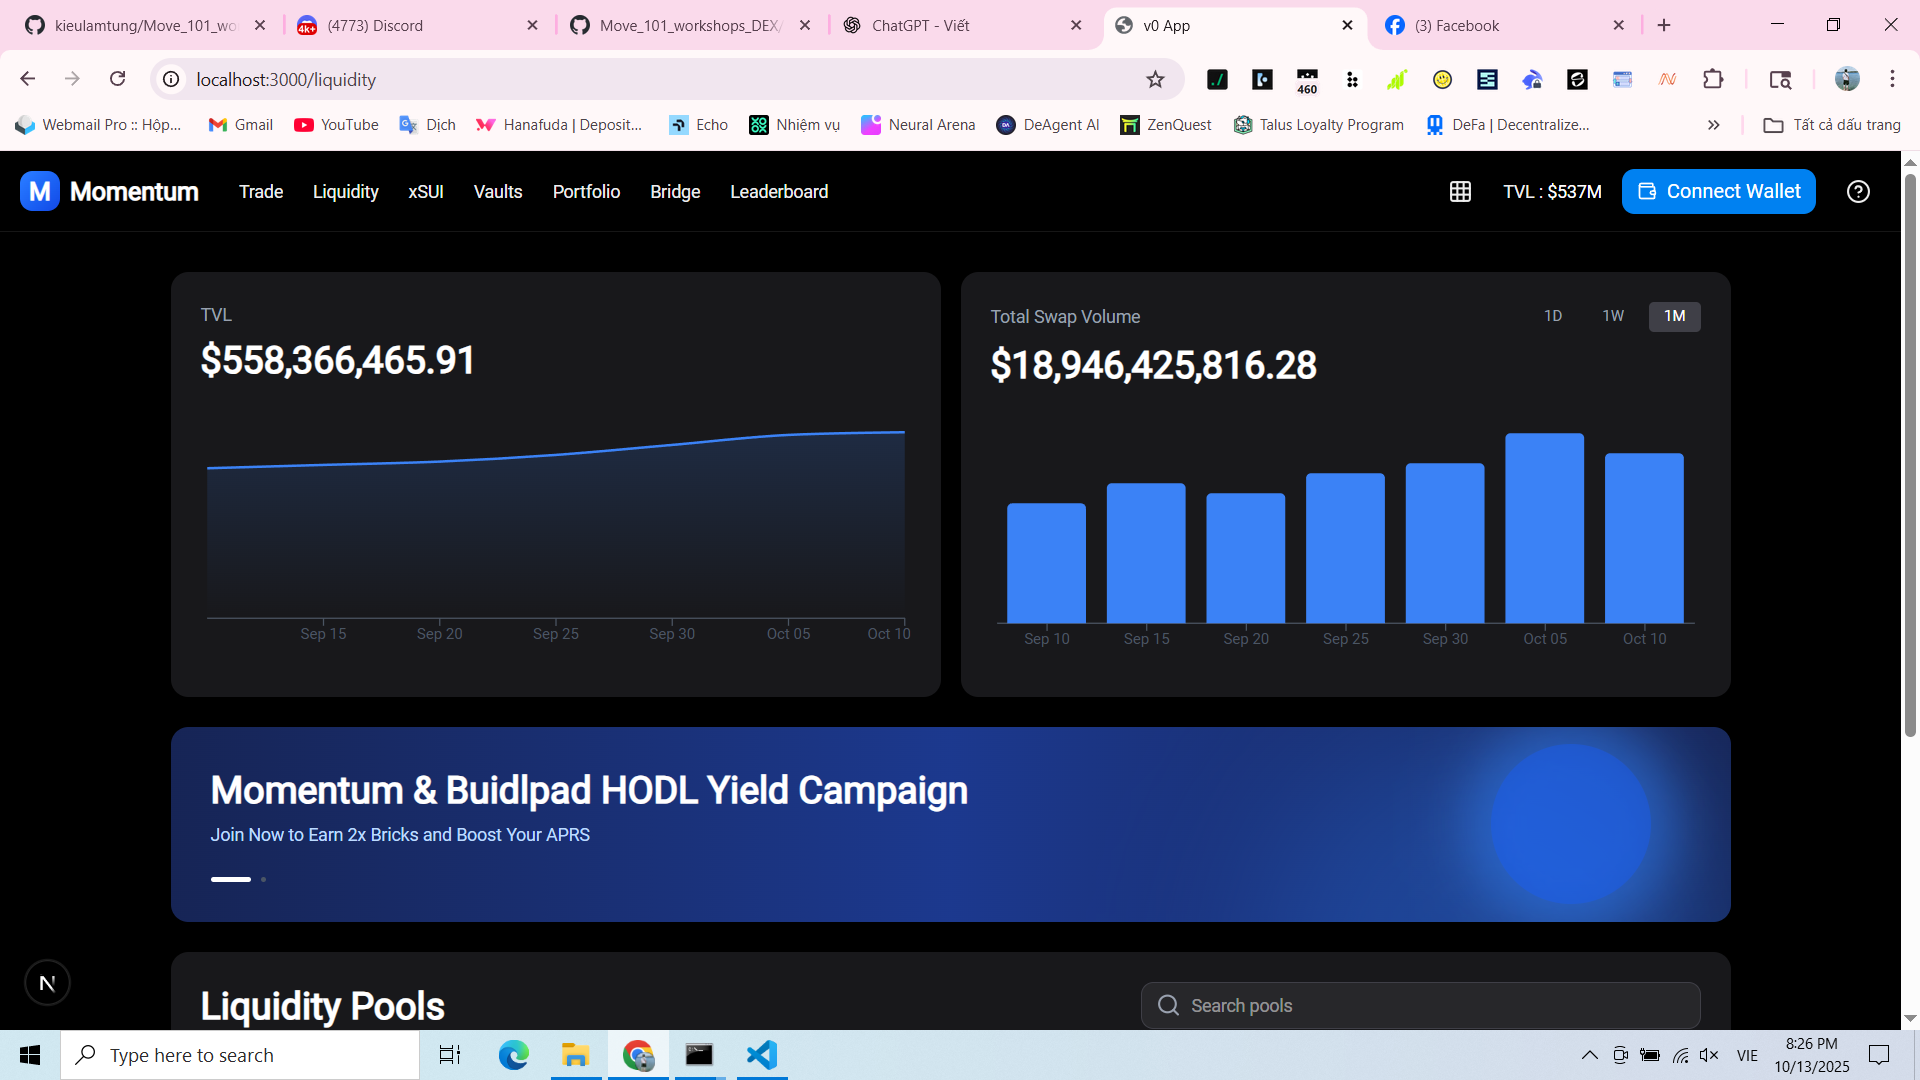 kieulamtung/Move_101_wo
(4773) Discord
Move_101_workshops_DEX/
ChatGPT - Viết
v0 App
(3) Facebook
localhost:3000/liquidity
460
Webmail Pro :: Hộp...
Gmail
YouTube
Dịch
Hanafuda | Deposit...
Echo
Nhiệm vụ
Neural Arena
DeAgent AI
ZenQuest
Talus Loyalty Program
DeFa | Decentralize...
Tất cả dấu trang
M Momentum
Trade
Liquidity
xSUI
Vaults
Portfolio
Bridge
Leaderboard
TVL : $537M
Connect Wallet
TVL
$558,366,465.91
Sep 15
Sep 20
Sep 25
Sep 30
Oct 05
Oct 10
Total Swap Volume
1D
1W
1M
$18,946,425,816.28
Sep 10
Sep 15
Sep 20
Sep 25
Sep 30
Oct 05
Oct 10
Momentum & Buidlpad HODL Yield Campaign
Join Now to Earn 2x Bricks and Boost Your APRS
N
Liquidity Pools
Search pools
Type here to search
VIE
8:26 PM
10/13/2025